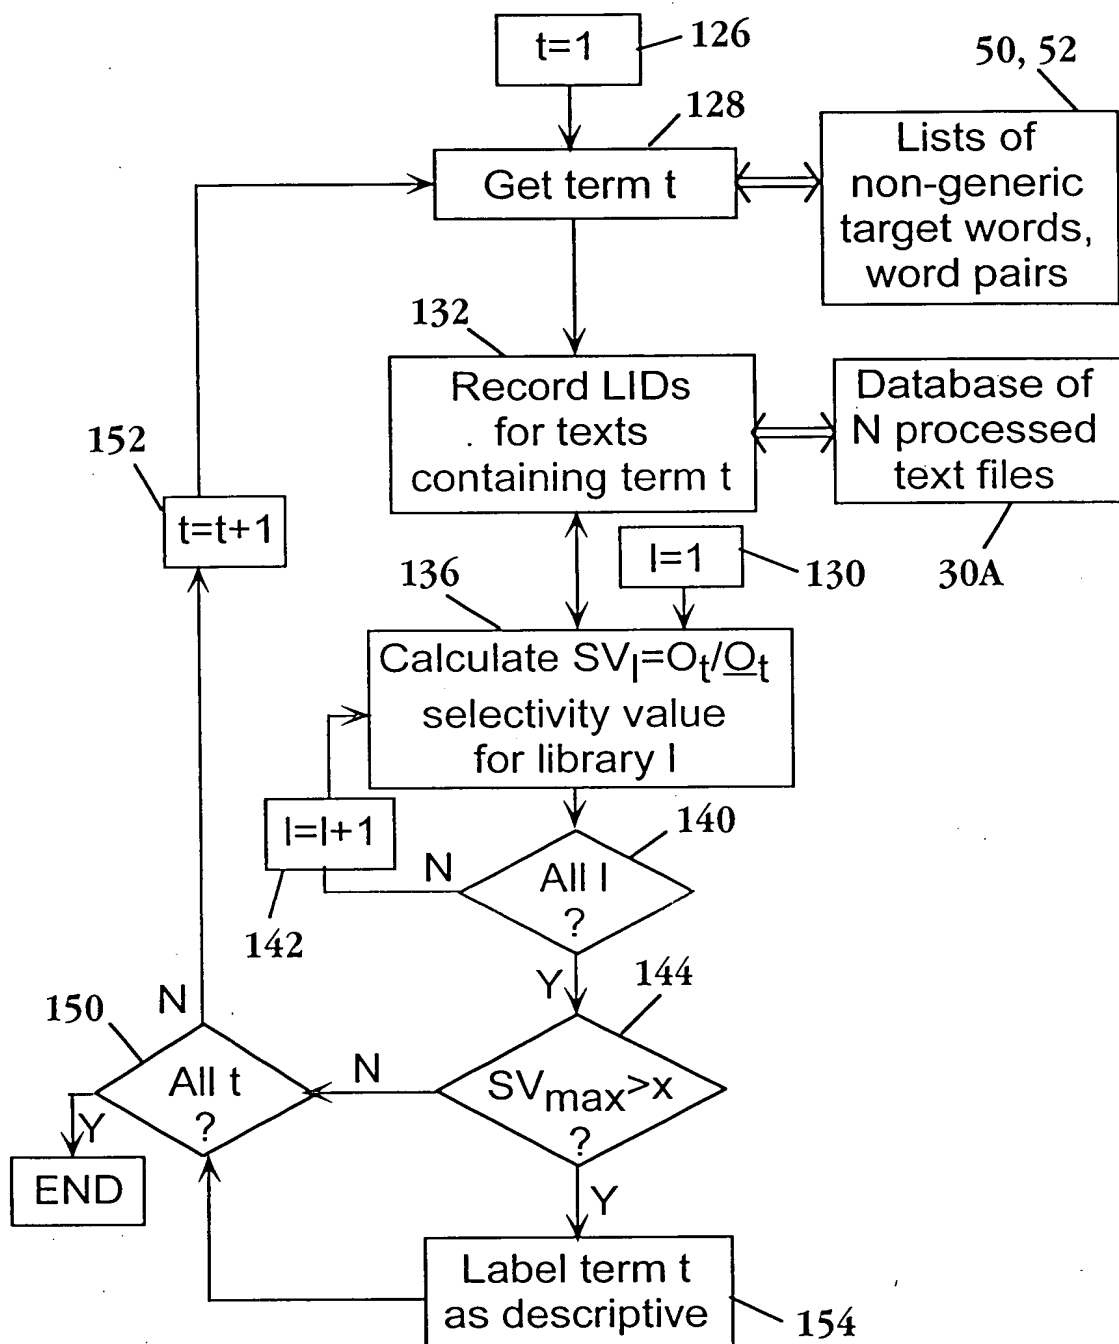 t=1
126
50, 52
128
Get term t
Lists of
non-generic
target words,
word pairs
132
Record LIDs
for texts
containing term t
Database of
N processed
text files
30A
152
t=t+1
l=1
130
136
Calculate SVl=Ot/Ot
selectivity value
for library l
l=l+1
142
N
140
All l
?
Y
144
SVmax>x
?
N
150
N
All t
?
Y
END
Y
Label term t
as descriptive
154